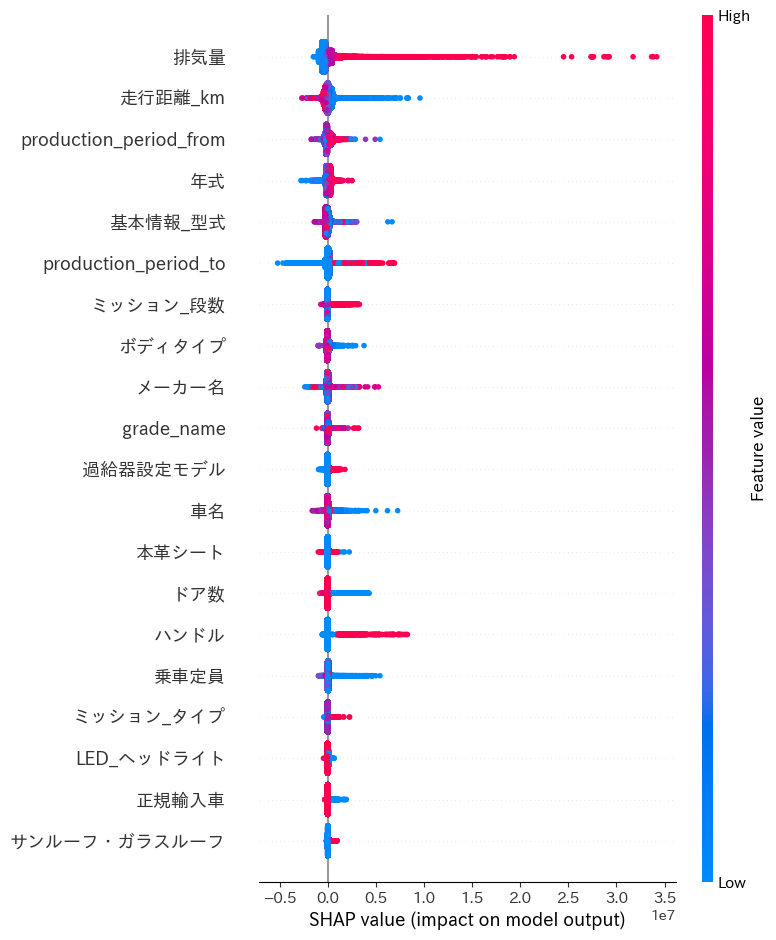 High
排気量
走行距離_km
production_period_from
年式
基本情報_型式
production_period_to
ミッション_段数
ボディタイプ
メーカー名
grade_name
過給器設定モデル
車名
本革シート
ドア数
ハンドル
乗車定員
ミッション_タイプ
LED_ヘッドライト
正規輸入車
サンルーフ・ガラスルーフ
Feature value
Low
−0.5 0.0 0.5 1.0 1.5 2.0 2.5 3.0 3.5
1e7
SHAP value (impact on model output)